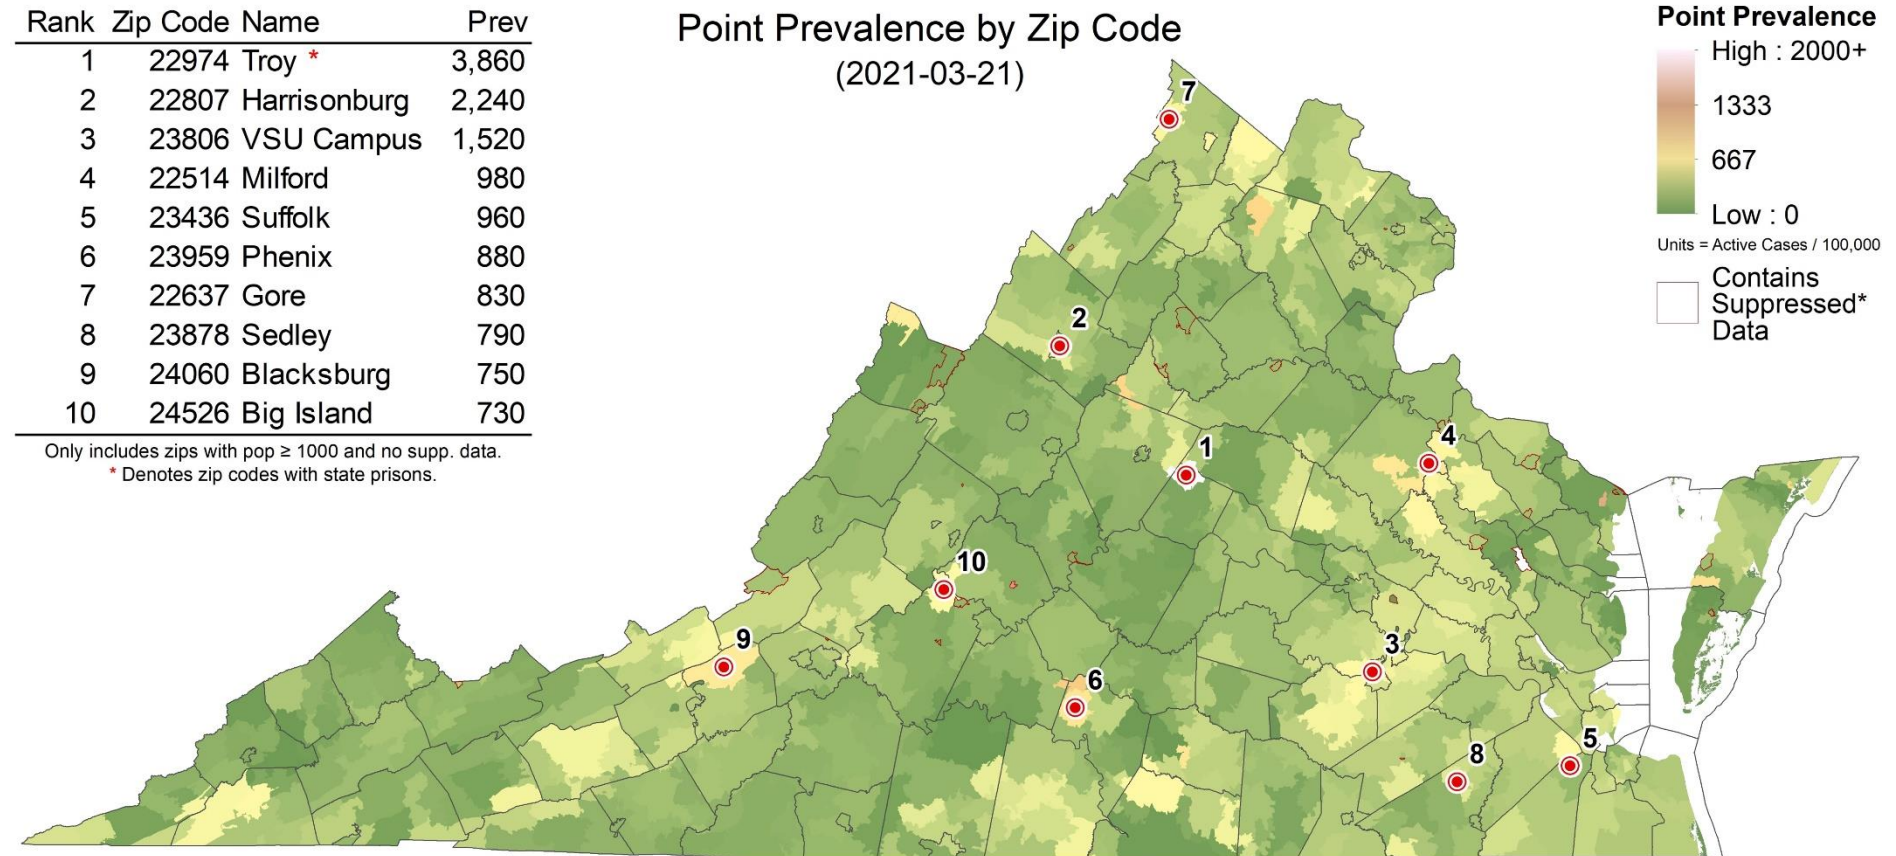 Rank Zip Code Name Prev
1 22974 Troy * 3,860
2 22807 Harrisonburg 2,240
3 23806 VSU Campus 1,520
4 22514 Milford 980
5 23436 Suffolk 960
6 23959 Phenix 880
7 22637 Gore 830
8 23878 Sedley 790
9 24060 Blacksburg 750
10 24526 Big Island 730
Only includes zips with pop ≥ 1000 and no supp. data.
* Denotes zip codes with state prisons.
Point Prevalence by Zip Code
(2021-03-21)
Point Prevalence
High : 2000+
1333
667
Low : 0
Units = Active Cases / 100,000
Contains
Suppressed*
Data
7
2
4
1
10
9
3
6
5
8